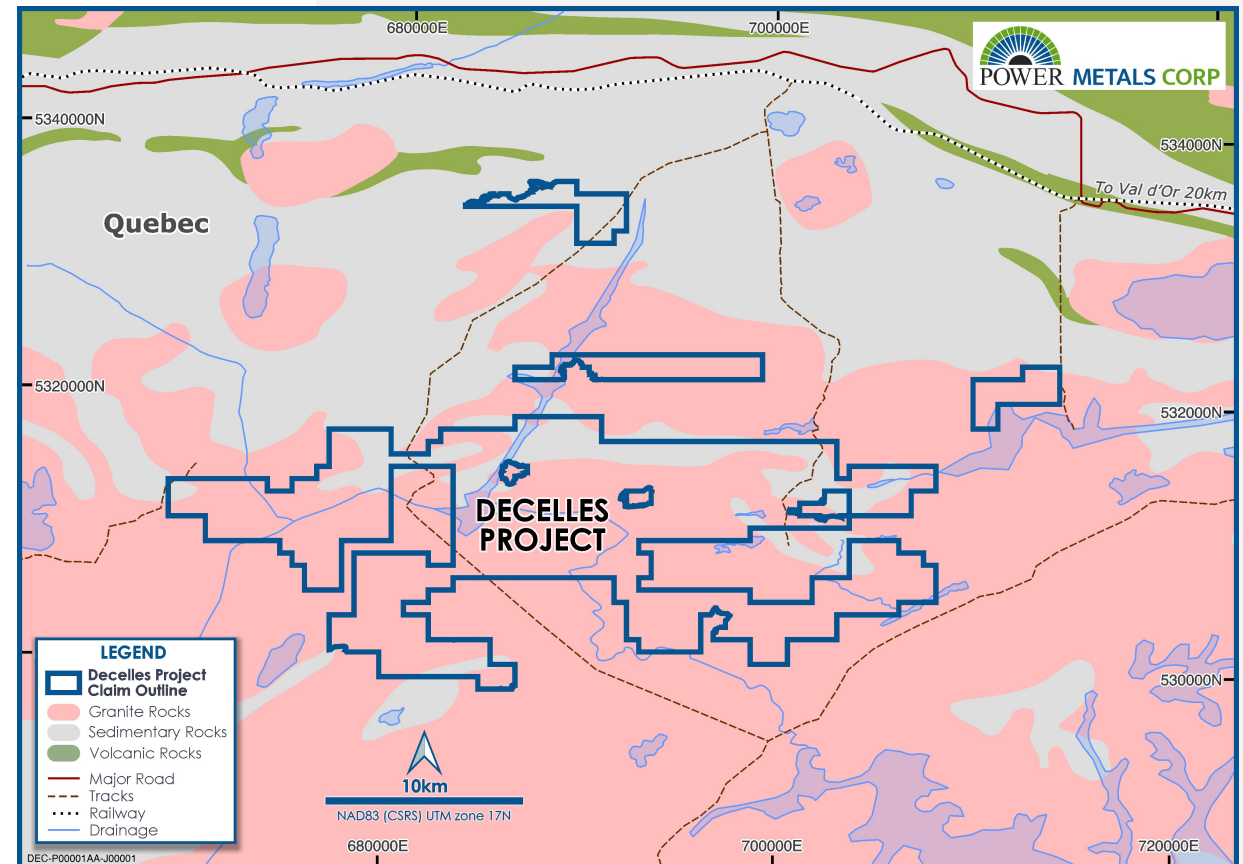 680000E
700000E
POWER METALS CORP
5340000N
534000N
To Val d'Or 20km
Quebec
5320000N
532000N
DECELLES
PROJECT
LEGEND
Decelles Project
Claim Outline
Granite Rocks
Sedimentary Rocks
Volcanic Rocks
Major Road
Tracks
Railway
Drainage
530000N
10km
NAD83 (CSRS) UTM zone 17N
680000E
700000E
720000E
DEC-P00001AA-J00001